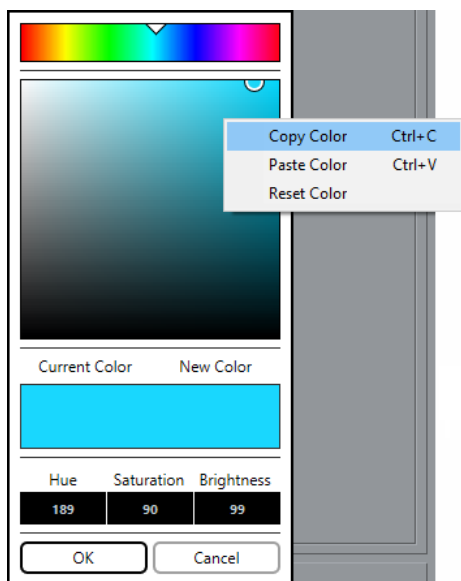 Copy Color Ctrl+C
Paste Color Ctrl+V
Reset Color
Current Color New Color
Hue Saturation Brightness
189 90 99
OK Cancel